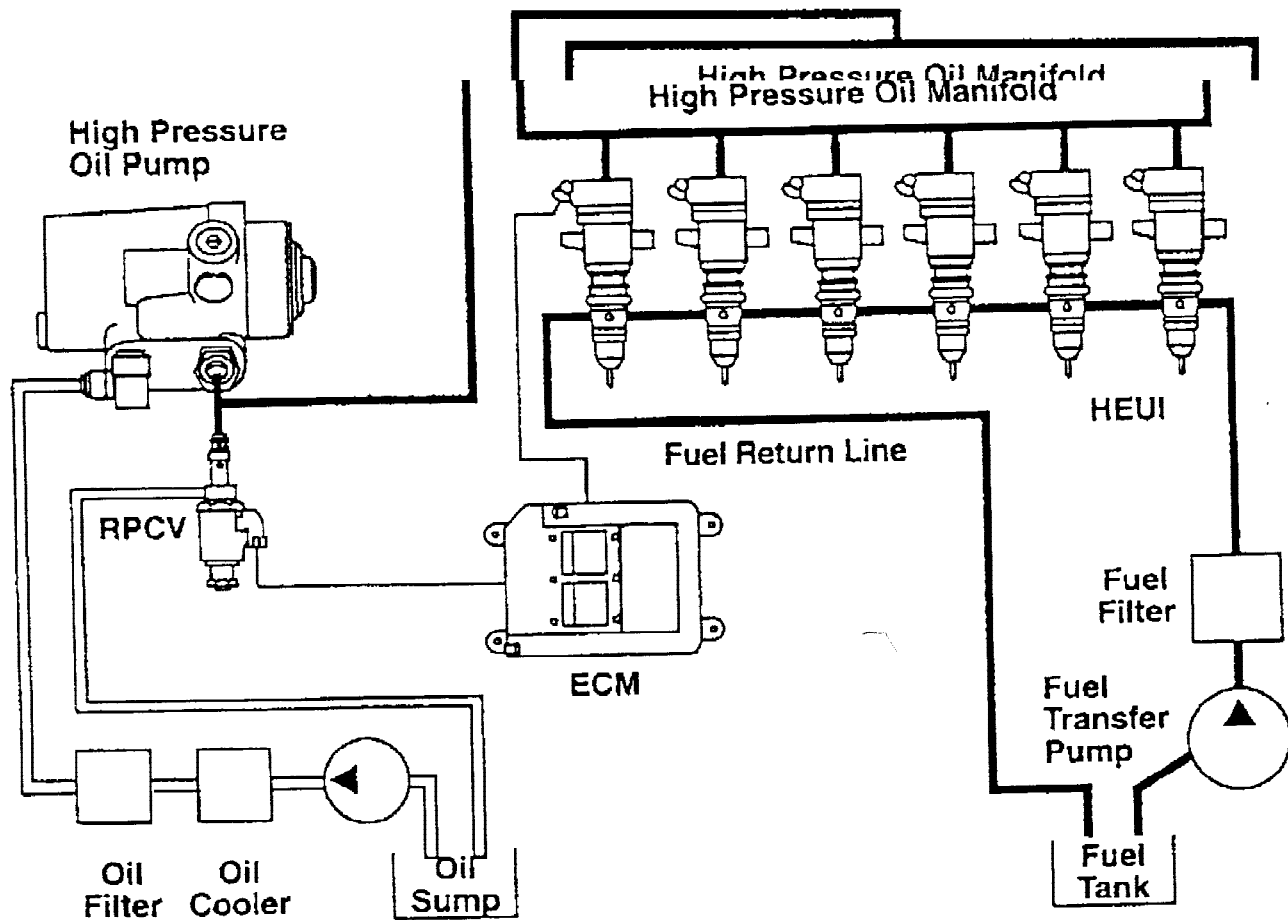 High Pressure Oil Manifold
High Pressure Oil Manifold
High Pressure
Oil Pump
HEUI
Fuel Return Line
RPCV
Fuel
Filter
ECM
Fuel
Transfer
Pump
Oil
Filter
Oil
Cooler
Oil
Sump
Fuel
Tank